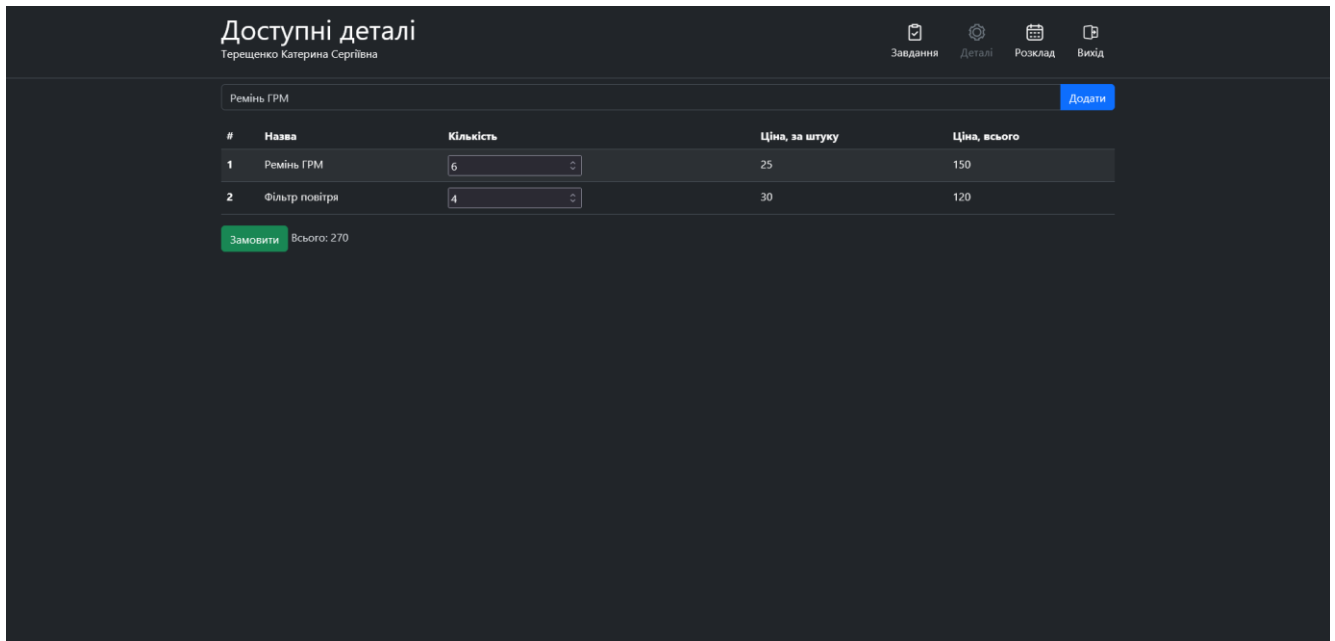 Доступні деталі
Терещенко Катерина Сергіївна
Завдання Деталі Розклад Вихід
Ремінь ГРМ Додати
# Назва Кількість Ціна, за штуку Ціна, всього
1 Ремінь ГРМ 6 25 150
2 Фільтр повітря 4 30 120
Замовити Всього: 270